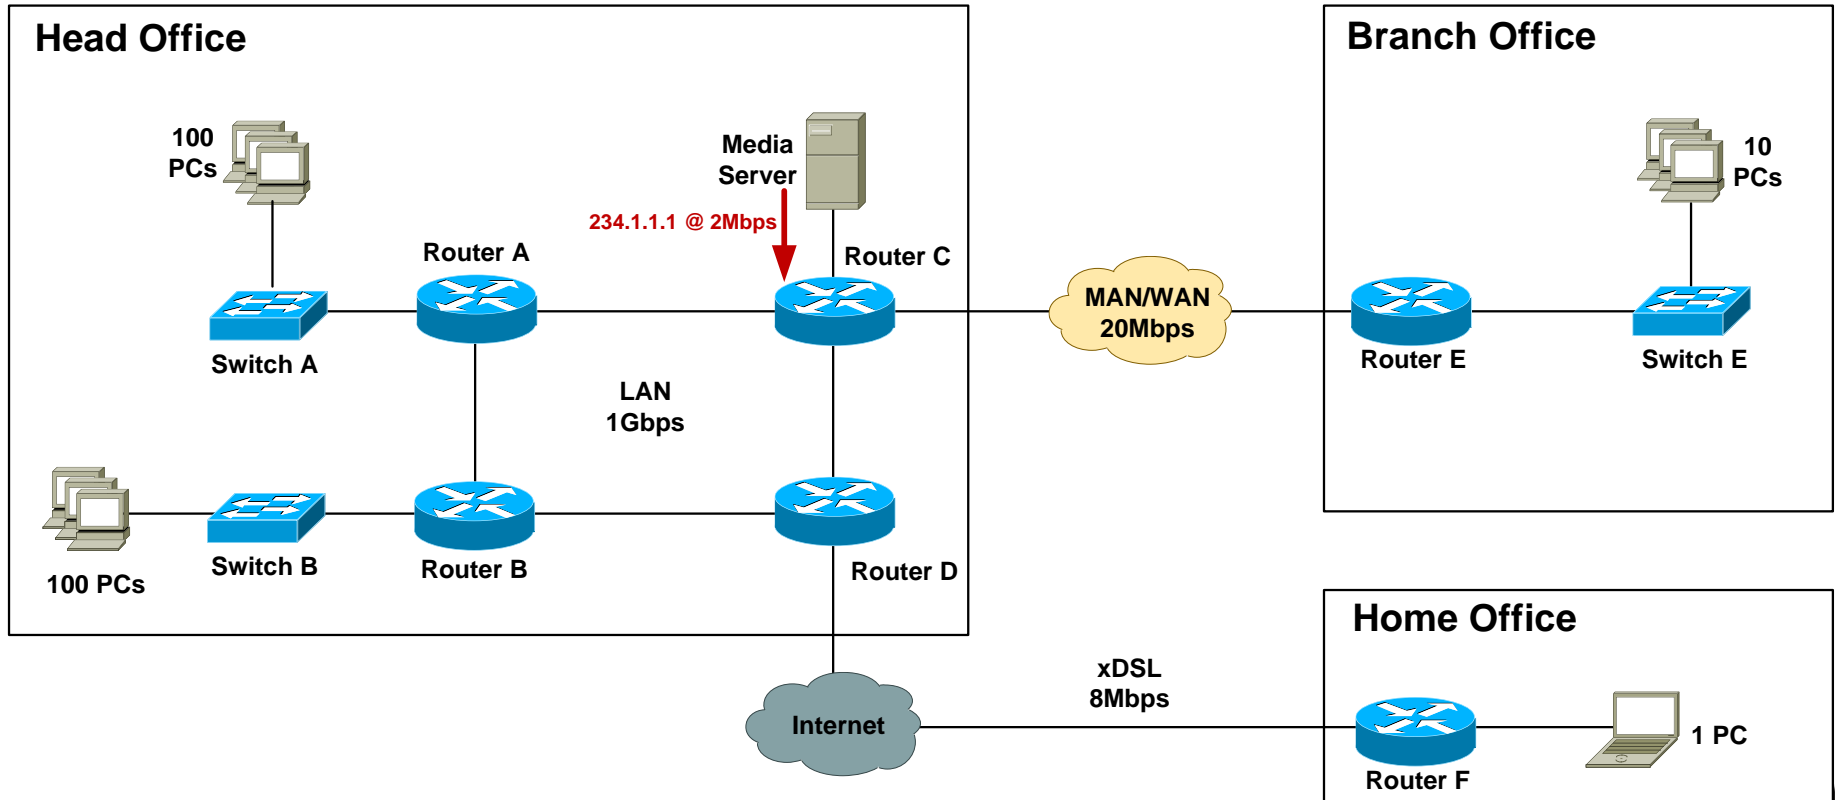 Head Office
100
PCs
Media
Server
234.1.1.1 @ 2Mbps
Router A
Router C
Switch A
LAN
1Gbps
100 PCs
Switch B
Router B
Router D
MAN/WAN
20Mbps
Branch Office
10
PCs
Router E
Switch E
Internet
xDSL
8Mbps
Home Office
1 PC
Router F